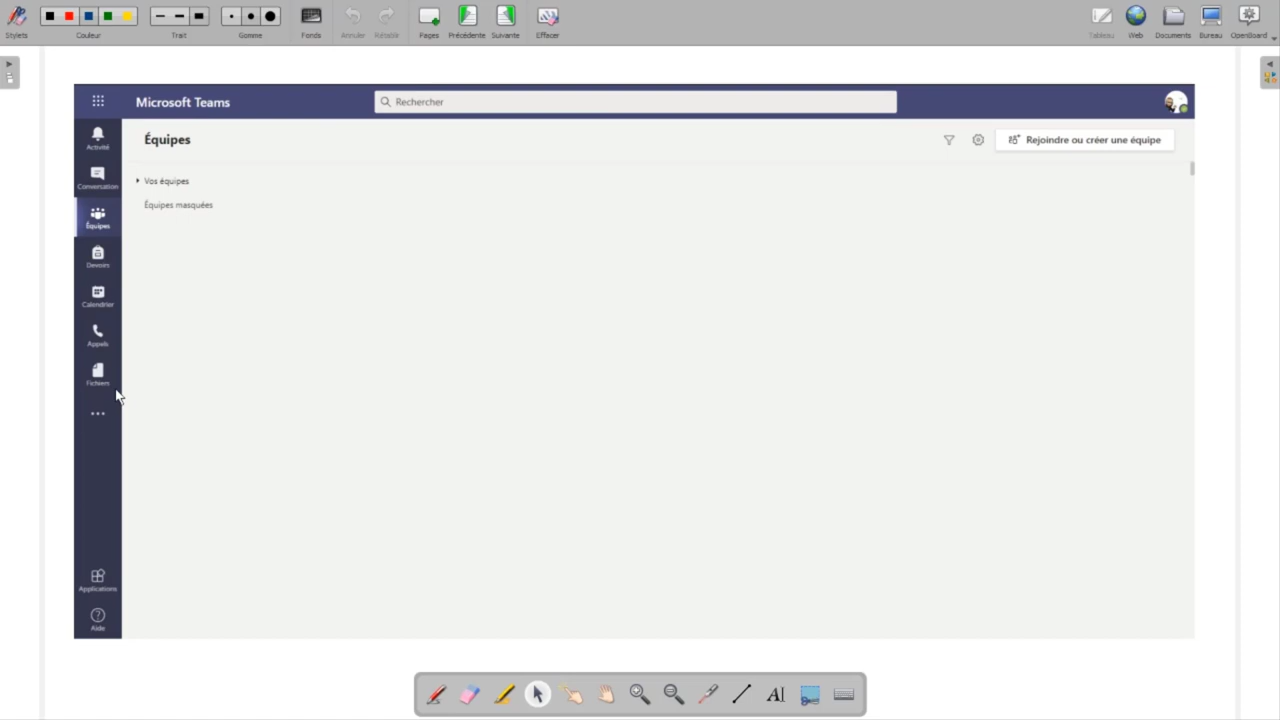 Stylets Couleur Trait Gomme Fonds Annuler Rétablir Pages Précédente Suivante Effacer Tableau Web Documents Bureau OpenBoard
Microsoft Teams
Rechercher
Activité
Équipes
Rejoindre ou créer une équipe
Conversation
Vos équipes
Équipes masquées
Équipes
Devoirs
Calendrier
Appels
Fichiers
Applications
Aide
AI